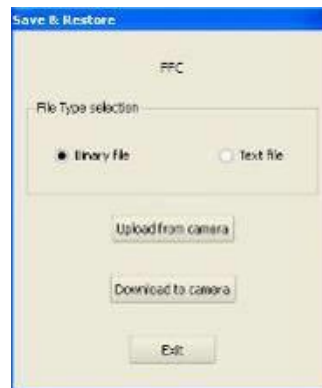 Save & Restore
FFC
File Type selection
Binary file
Text file
Upload from camera
Download to camera
Exit